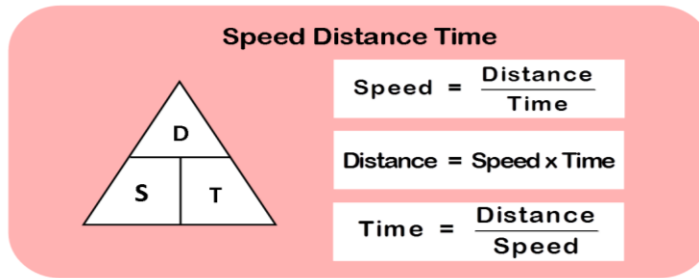 Speed Distance Time
D
S T
Speed = Distance
Time
Distance = Speed x Time
Time = Distance
Speed